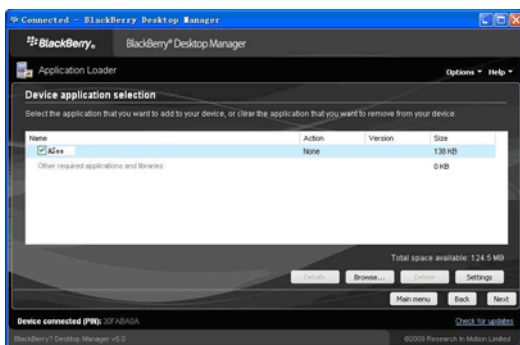 Connected - BlackBerry Desktop Manager
BlackBerry® BlackBerry® Desktop Manager
Application Loader Options Help
Device application selection
Select the application that you want to add to your device, or clear the application that you want to remove from your device.
Name Action Version Size
None 138 KB
Other required applications and libraries 0 KB
Total space available: 124.5 MB
Details Browse... Delete Settings
Main menu Back Next
Device connected (PIN): 20FABA0A Check for updates
BlackBerry? Desktop Manager v5.0 ©2009 Research In Motion Limited